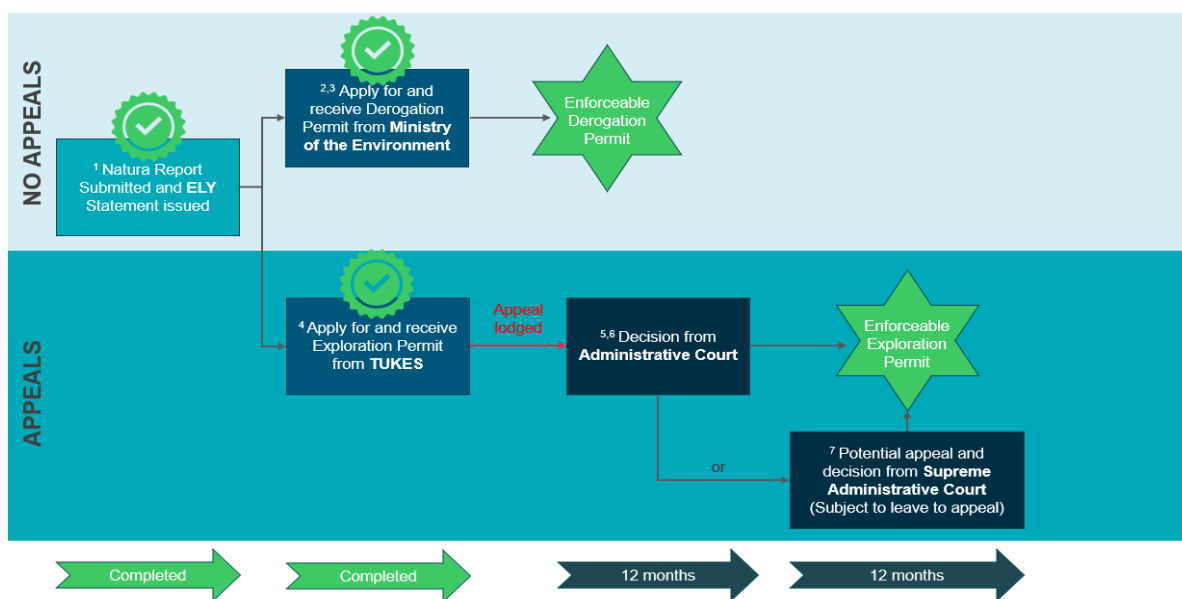 NO APPEALS
¹ Natura Report
Submitted and ELY
Statement issued
²,³ Apply for and
receive Derogation
Permit from Ministry
of the Environment
Enforceable
Derogation
Permit
APPEALS
⁴ Apply for and receive
Exploration Permit
from TUKES
Appeal
lodged
⁵,⁶ Decision from
Administrative Court
Enforceable
Exploration
Permit
or
⁷ Potential appeal and
decision from Supreme
Administrative Court
(Subject to leave to appeal)
Completed
Completed
12 months
12 months